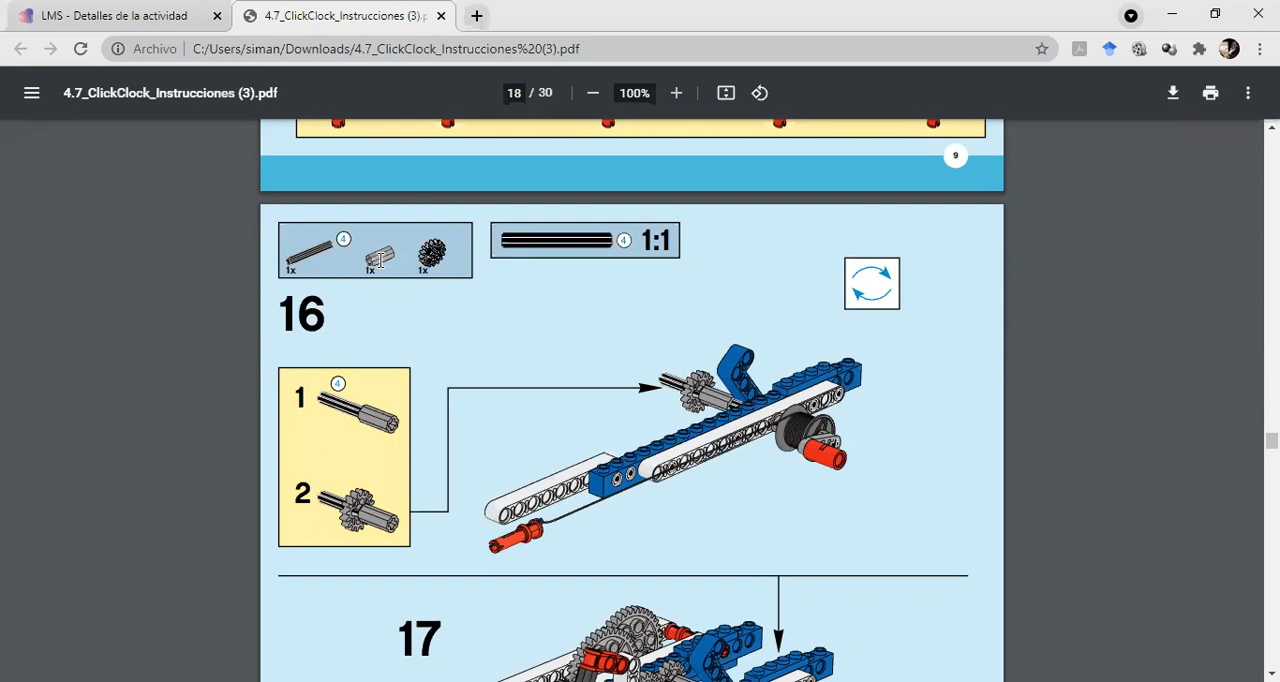 LMS - Detalles de la actividad
4.7_ClickClock_Instrucciones (3).p
Archivo
C:/Users/siman/Downloads/4.7_ClickClock_Instrucciones%20(3).pdf
4.7_ClickClock_Instrucciones (3).pdf
18 / 30
100%
9
4
1x
1x
1x
4
1:1
16
1
4
2
17